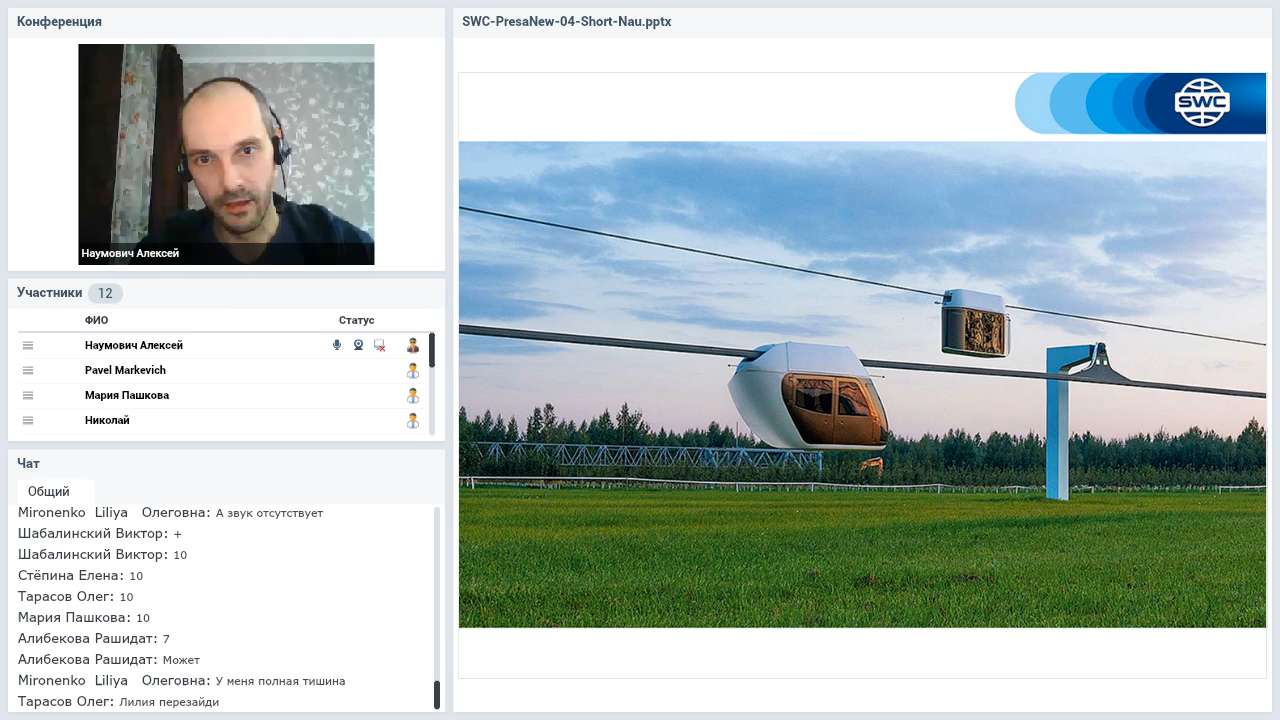 Конференция
Наумович Алексей
Участники 12
ФИО Статус
Наумович Алексей
Pavel Markevich
Мария Пашкова
Николай
Чат
Общий
Mironenko Liliya Олеговна: А звук отсутствует
Шабалинский Виктор: +
Шабалинский Виктор: 10
Стёпина Елена: 10
Тарасов Олег: 10
Мария Пашкова: 10
Алибекова Рашидат: 7
Алибекова Рашидат: Может
Mironenko Liliya Олеговна: У меня полная тишина
Тарасов Олег: Лилия перезайди
SWC-PresaNew-04-Short-Nau.pptx
SWC